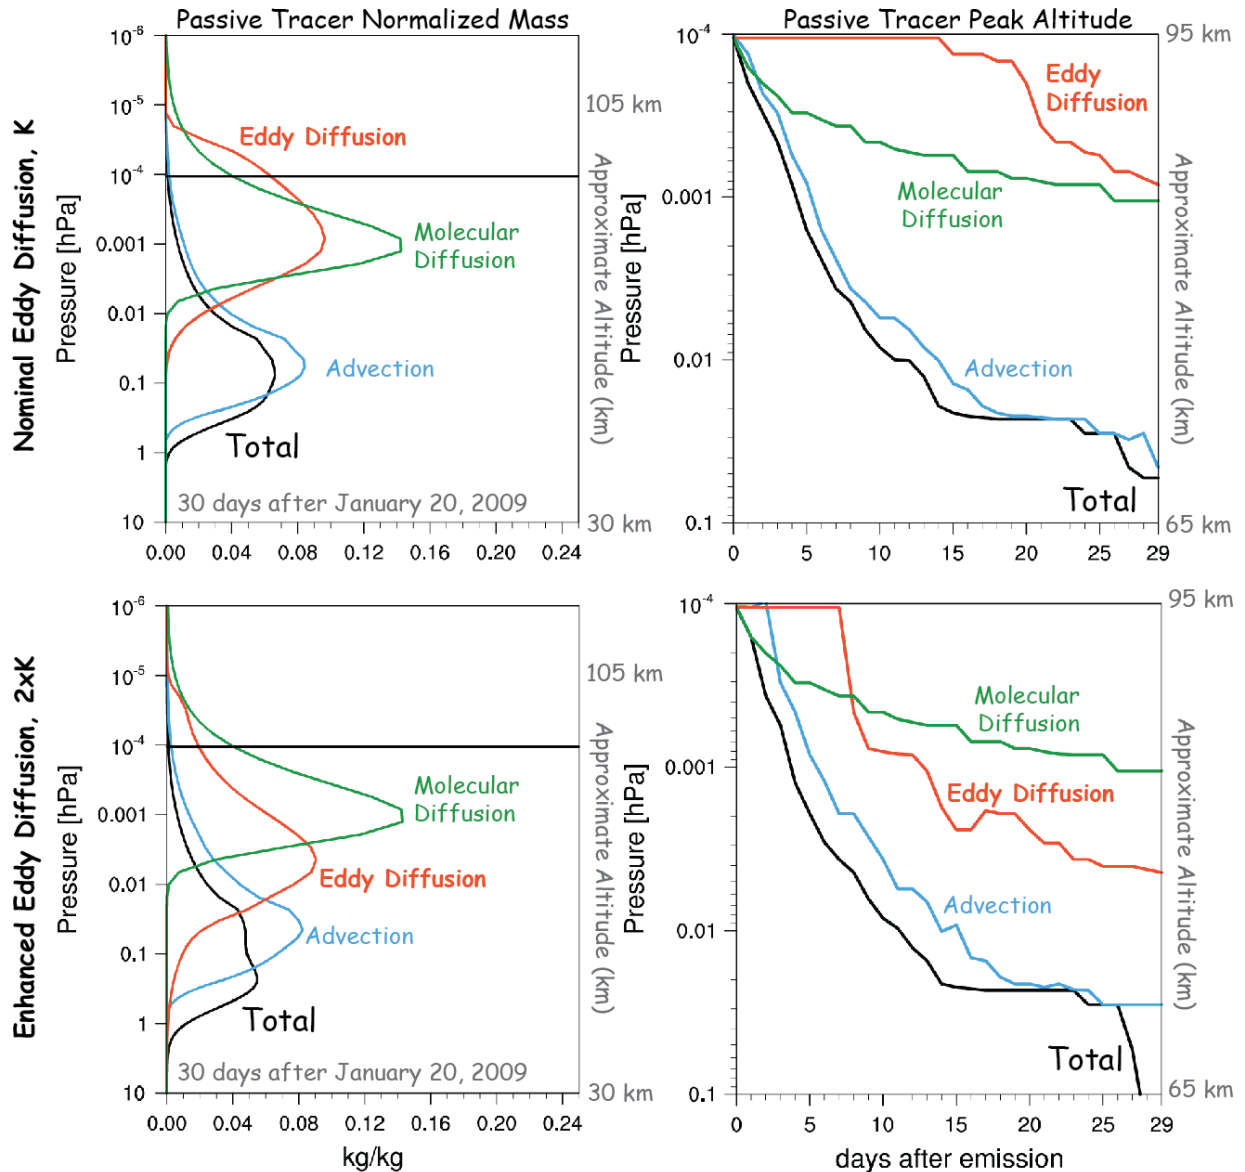 Passive Tracer Normalized Mass
Nominal Eddy Diffusion, K
Pressure [hPa]
10⁻⁶
10⁻⁵
10⁻⁴
0.001
0.01
0.1
1
10
Eddy Diffusion
Molecular
Diffusion
Advection
Total
30 days after January 20, 2009
0.00 0.04 0.08 0.12 0.16 0.20 0.24
105 km
Approximate Altitude (km)
30 km
Passive Tracer Peak Altitude
Pressure [hPa]
10⁻⁴
0.001
0.01
0.1
Eddy
Diffusion
Molecular
Diffusion
Advection
Total
0 5 10 15 20 25 29
95 km
Approximate Altitude (km)
65 km
Enhanced Eddy Diffusion, 2xK
Pressure [hPa]
10⁻⁶
10⁻⁵
10⁻⁴
0.001
0.01
0.1
1
10
Molecular
Diffusion
Eddy Diffusion
Advection
Total
30 days after January 20, 2009
0.00 0.04 0.08 0.12 0.16 0.20 0.24
kg/kg
105 km
Approximate Altitude (km)
30 km
Pressure [hPa]
10⁻⁴
0.001
0.01
0.1
Molecular
Diffusion
Eddy Diffusion
Advection
Total
0 5 10 15 20 25 29
days after emission
95 km
Approximate Altitude (km)
65 km